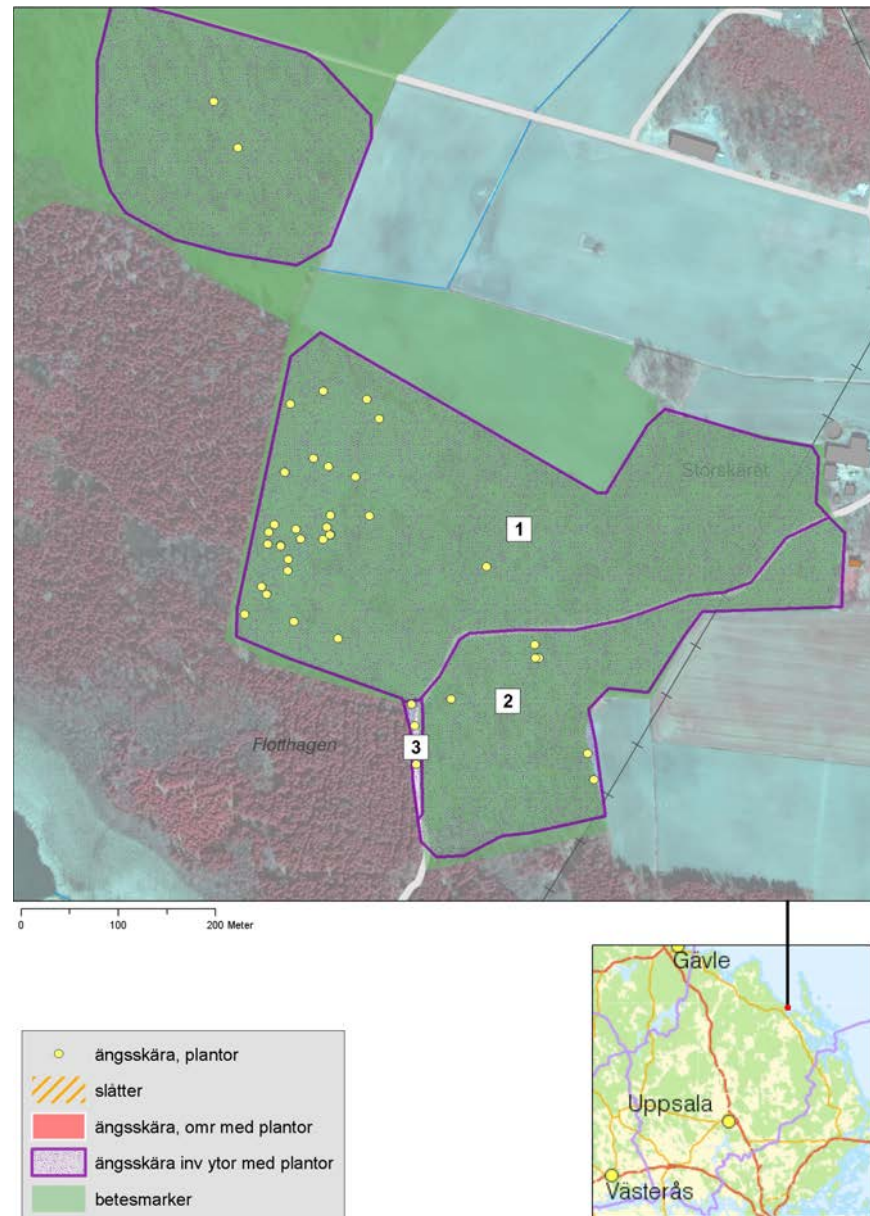 Storskäret
1
2
3
Flotthagen
0 100 200 Meter
Gävle
Uppsala
Västerås
ängsskära, plantor
slåtter
ängsskära, omr med plantor
ängsskära inv ytor med plantor
betesmarker